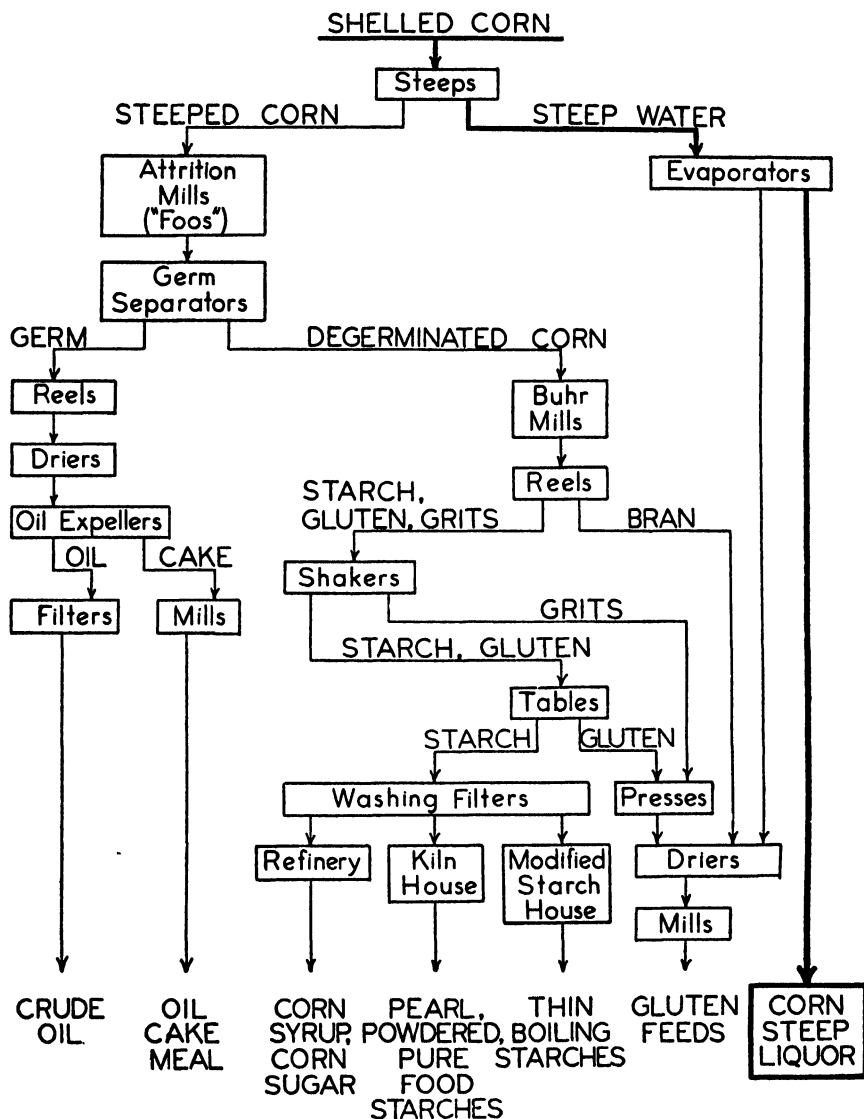 SHELLED CORN
Steeps
STEEPED CORN
STEEP WATER
Attrition
Mills
("Foos")
Evaporators
Germ
Separators
GERM
DEGERMINATED CORN
Reels
Buhr
Mills
Driers
Reels
STARCH,
GLUTEN, GRITS
BRAN
Oil Expellers
OIL
CAKE
Shakers
Filters
Mills
GRITS
STARCH, GLUTEN
Tables
STARCH
GLUTEN
Washing Filters
Presses
Refinery
Kiln
House
Modified
Starch
House
Driers
Mills
CRUDE
OIL
OIL
CAKE
MEAL
CORN
SYRUP,
CORN
SUGAR
PEARL,
POWDERED,
PURE
FOOD
STARCHES
THIN
BOILING
STARCHES
GLUTEN
FEEDS
CORN
STEEP
LIQUOR